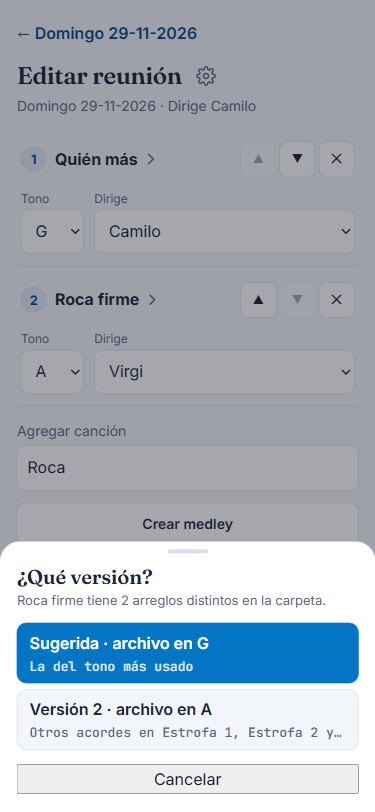 ← Domingo 29-11-2026
Editar reunión
Domingo 29-11-2026 · Dirige Camilo
1 Quién más > ▲ ▼ ✕
Tono Dirige
G Camilo
2 Roca firme > ▲ ▼ ✕
Tono Dirige
A Virgi
Agregar canción
Roca
Crear medley
¿Qué versión?
Roca firme tiene 2 arreglos distintos en la carpeta.
Sugerida · archivo en G
La del tono más usado
Versión 2 · archivo en A
Otros acordes en Estrofa 1, Estrofa 2 y…
Cancelar